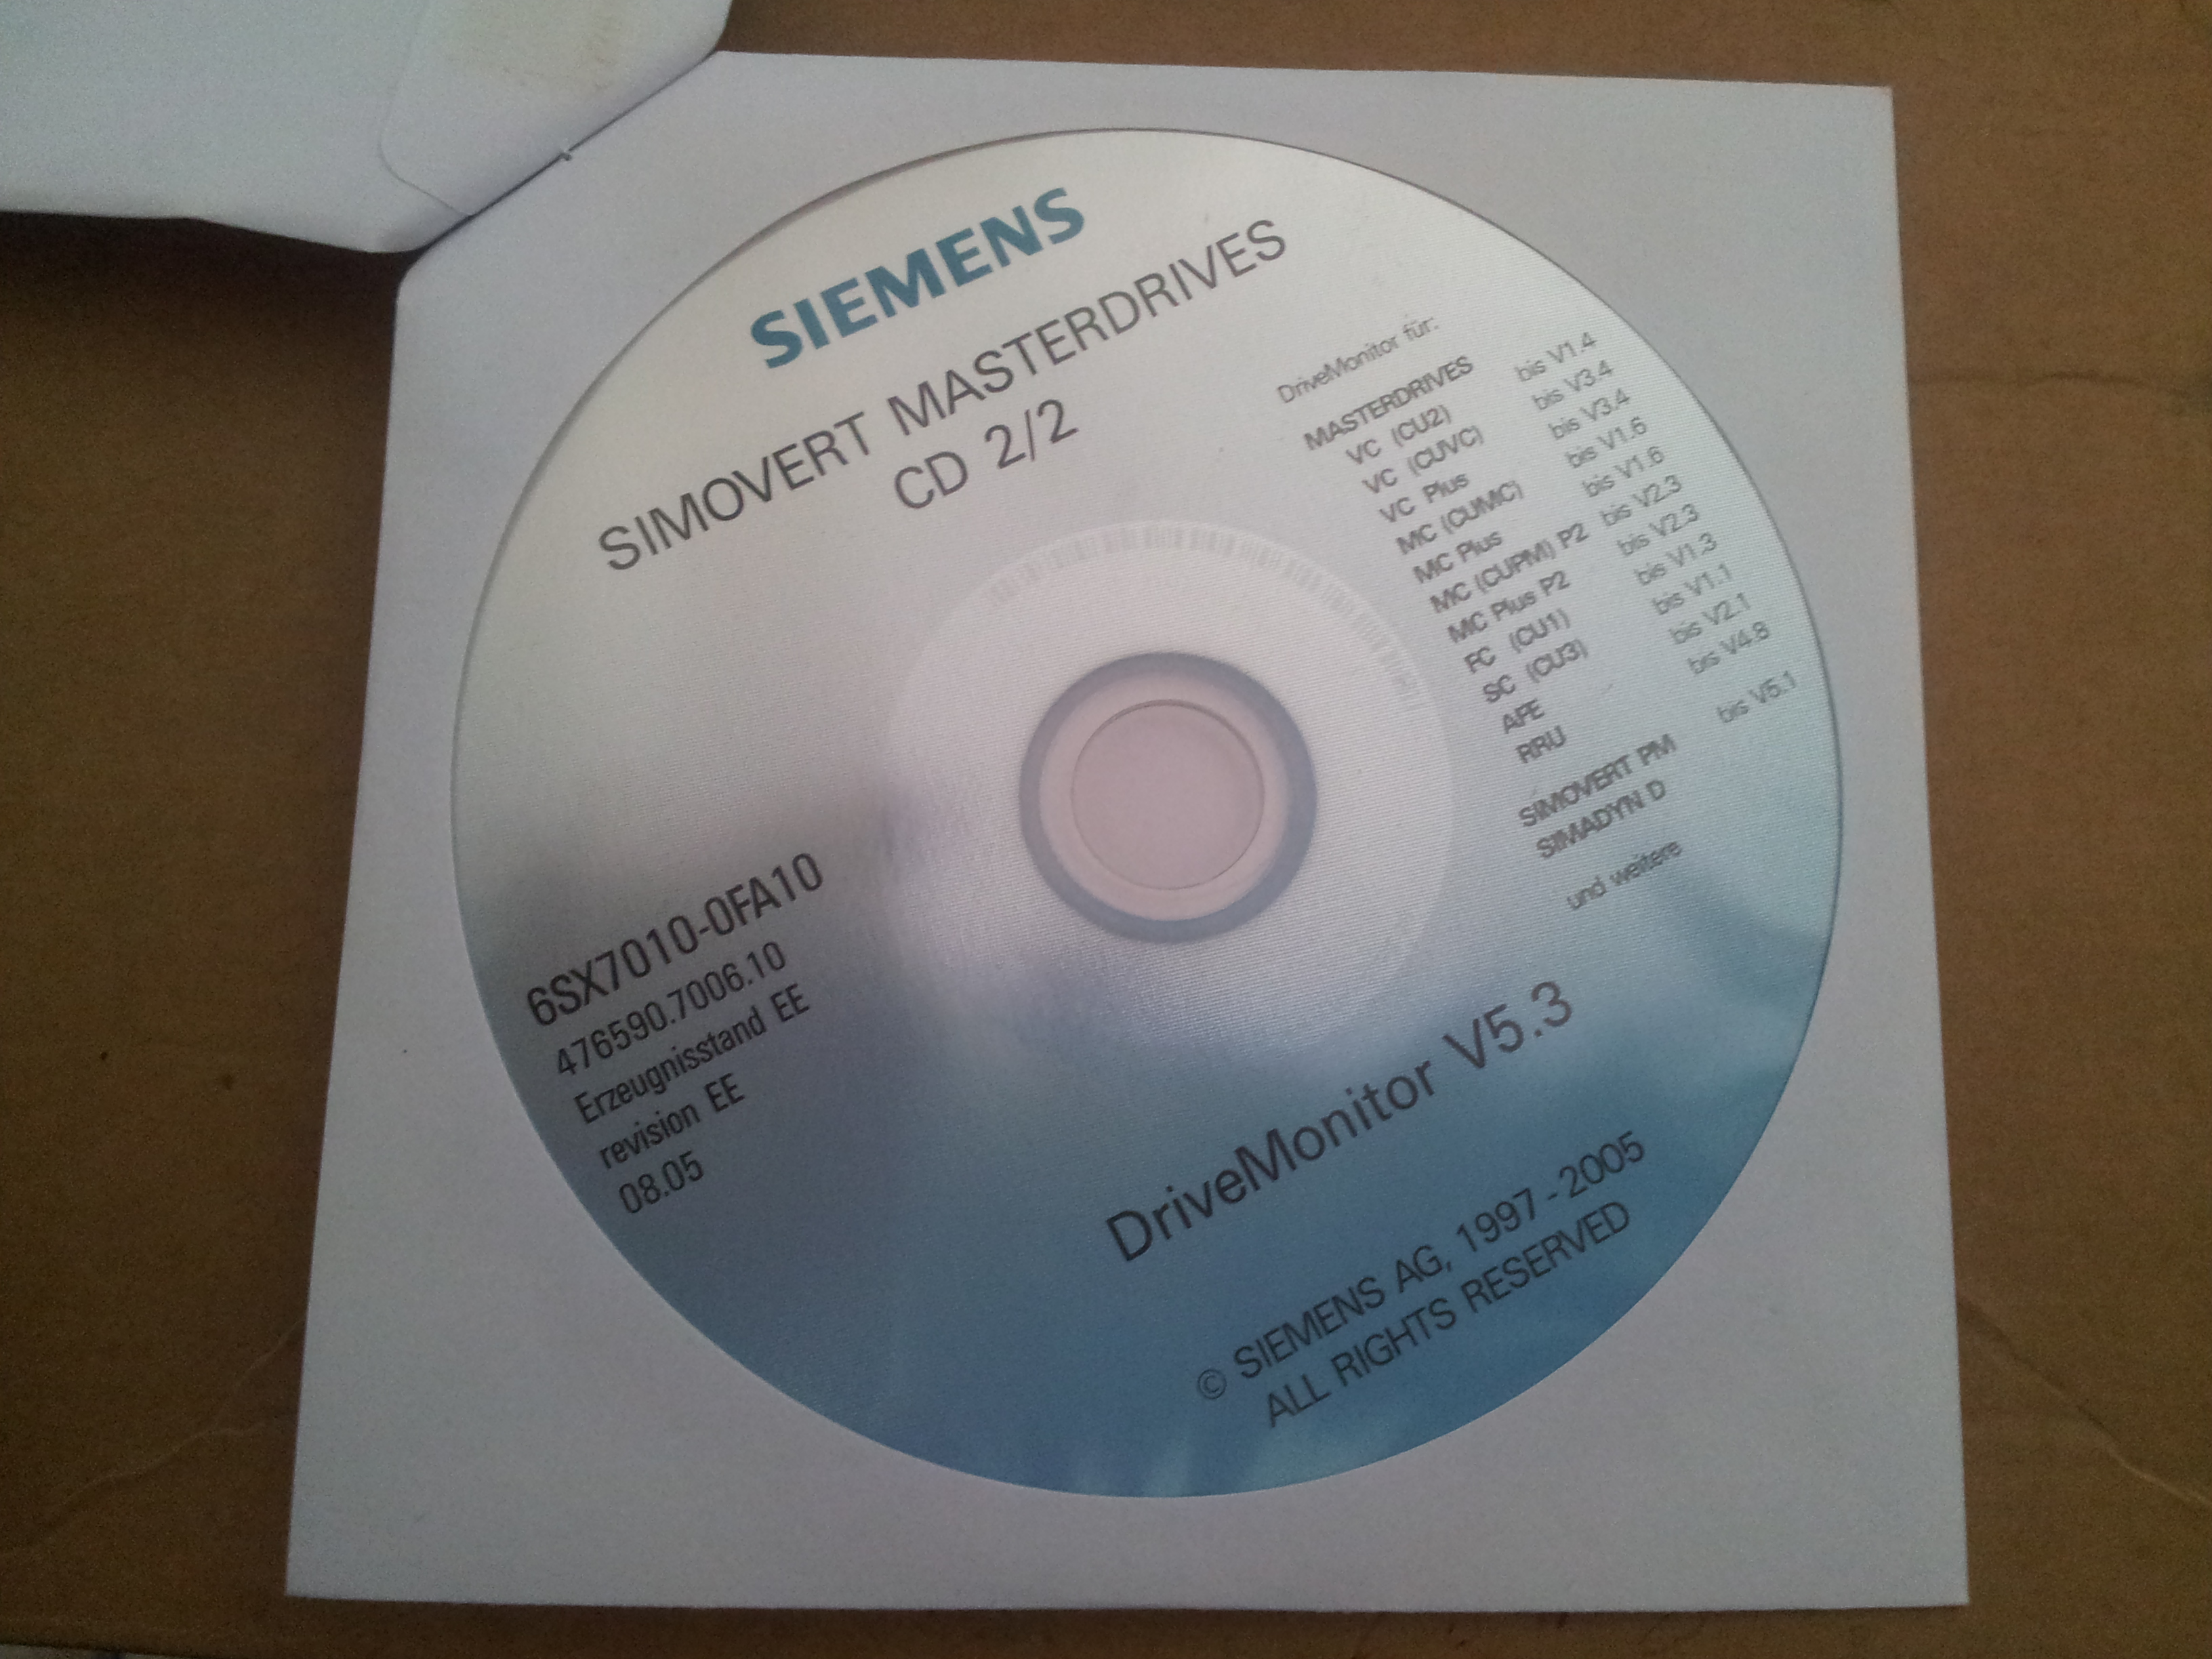 SIEMENS
SIMOVERT MASTERDRIVES
CD 2/2
DriveMonitor für:
MASTERDRIVES
VC (CU2) bis V1.4
VC (CUVC) bis V3.4
VC Plus bis V3.4
MC (CUMC) bis V1.6
MC Plus bis V1.6
MC (CUPM) P2 bis V2.3
MC Plus P2 bis V2.3
FC (CU1) bis V1.3
SC (CU3) bis V1.1
AFE bis V2.1
RRU bis V4.8
SIMOVERT PM bis V5.1
SIMADYN D
und weitere
6SX7010-0FA10
476590.7006.10
Erzeugnisstand EE
revision EE
08.05
DriveMonitor V5.3
© SIEMENS AG, 1997 - 2005
ALL RIGHTS RESERVED